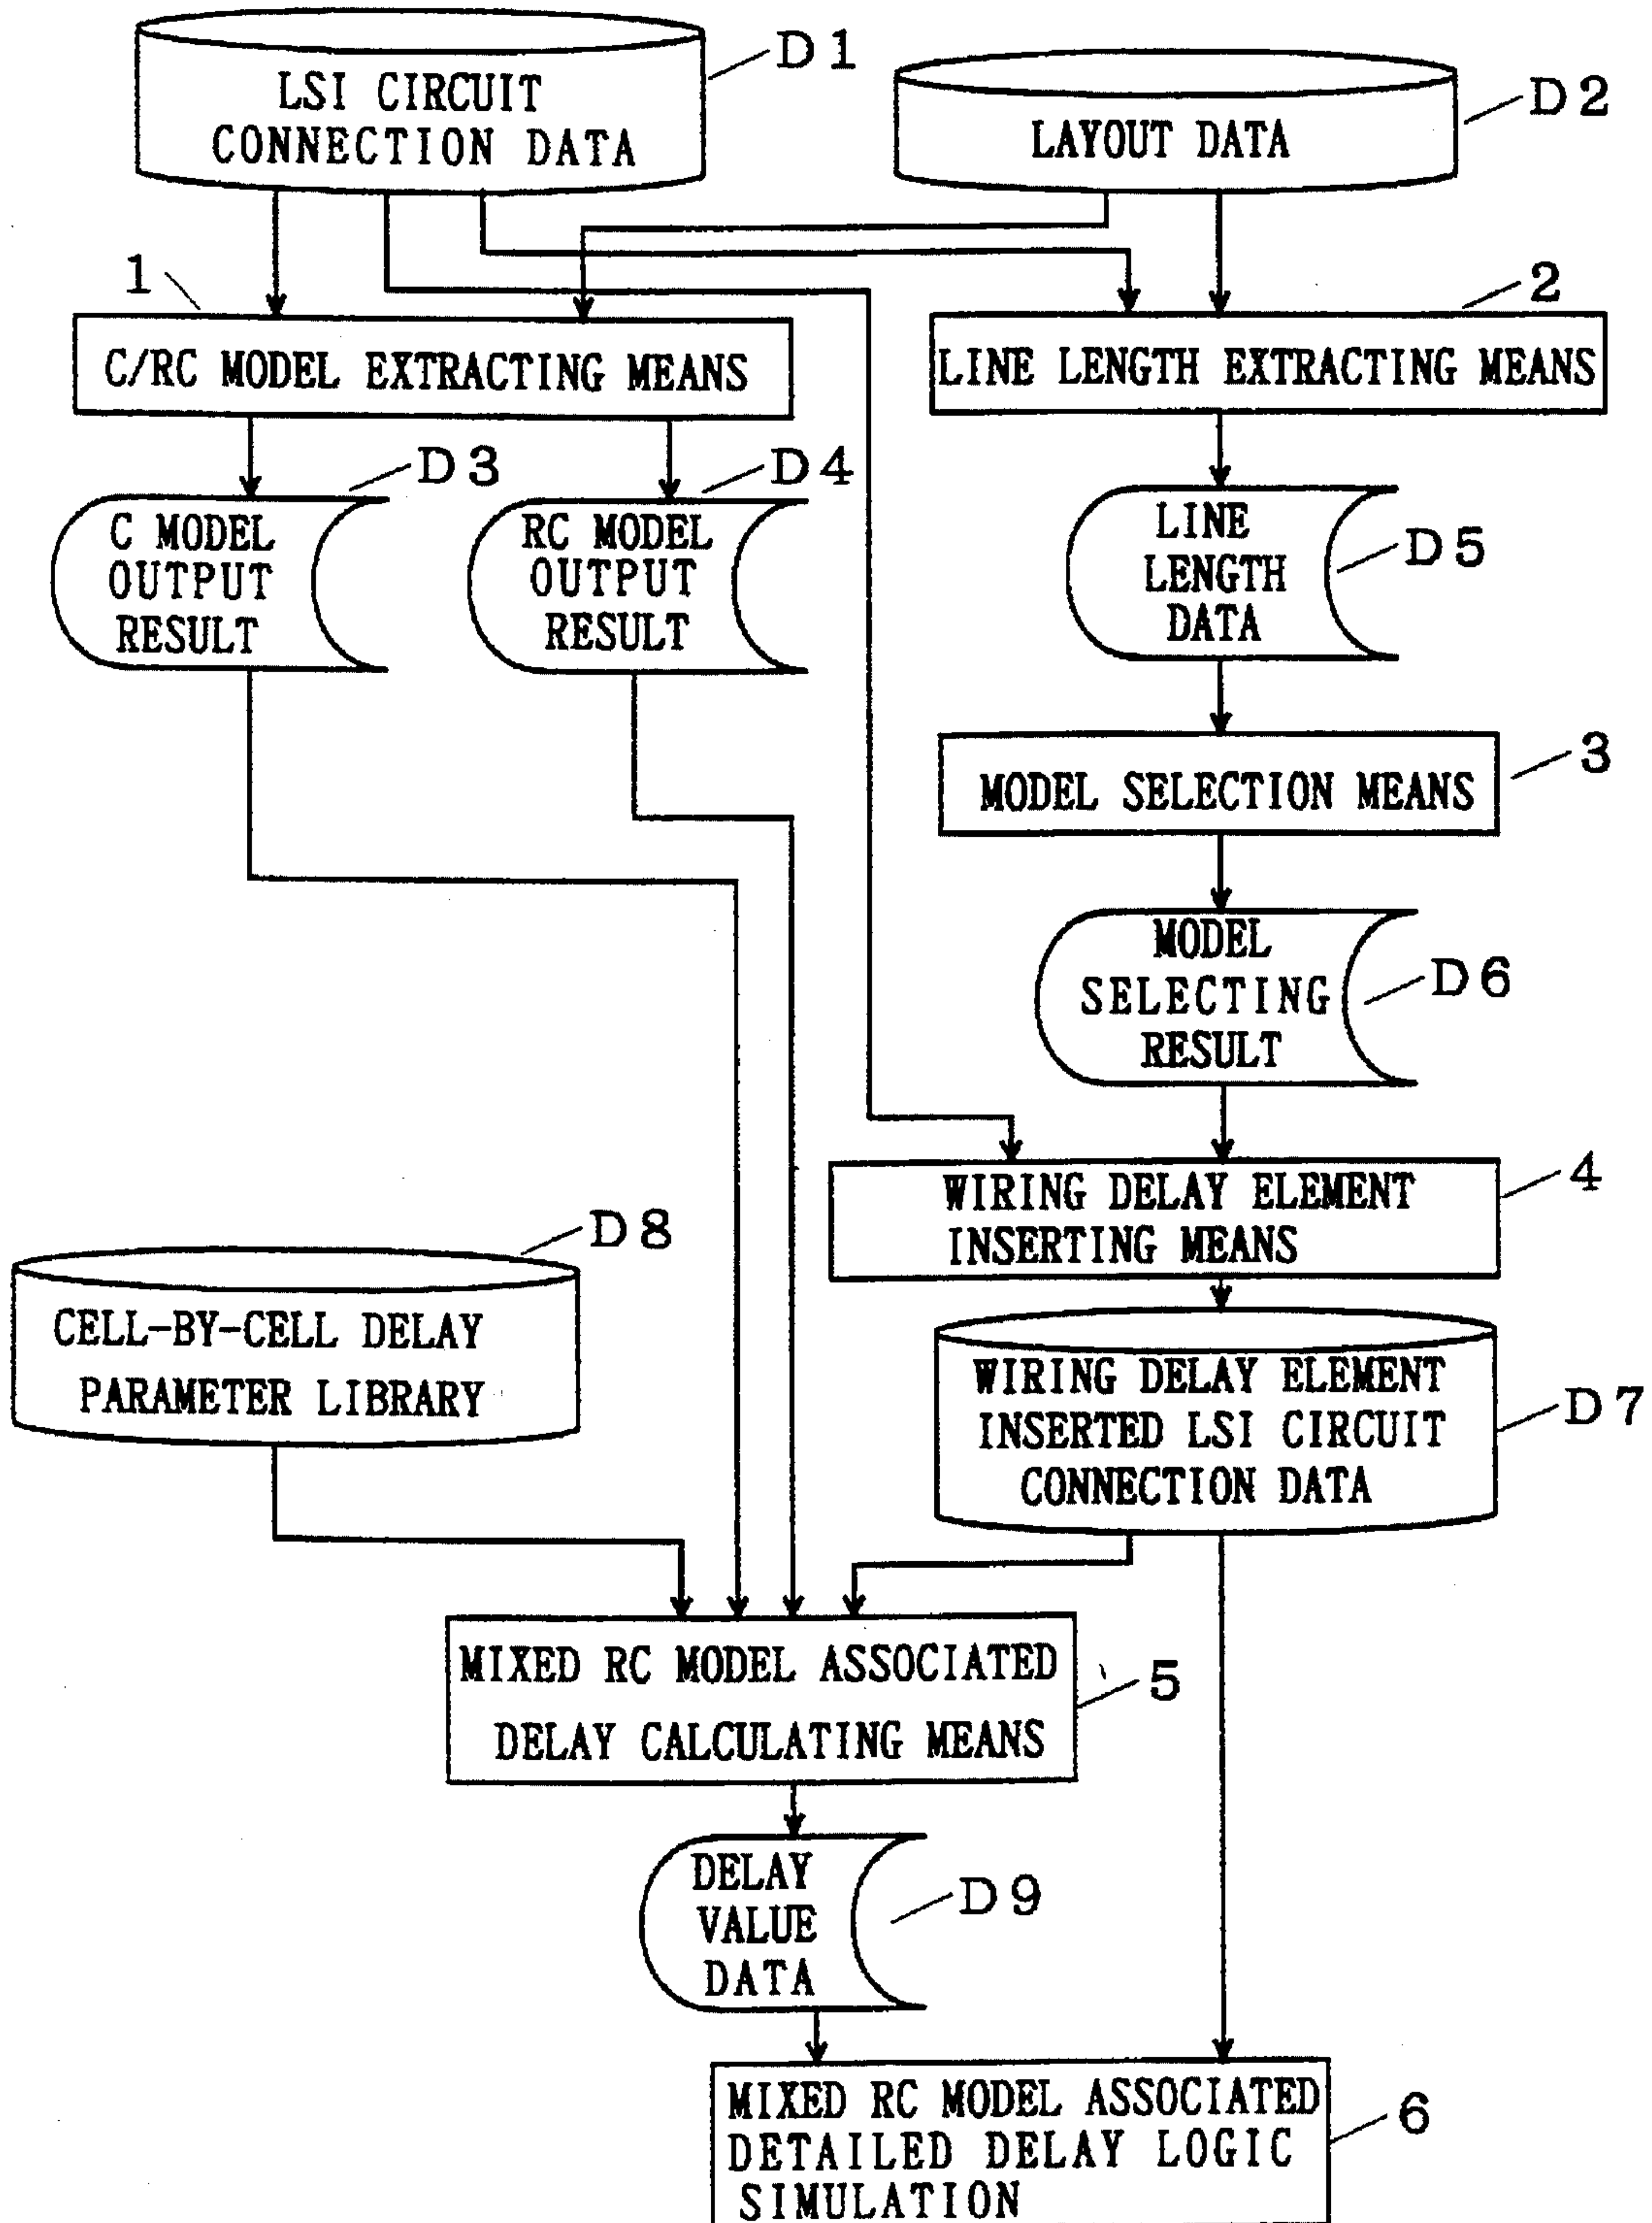 D1
LSI CIRCUIT
CONNECTION DATA
D2
LAYOUT DATA
1
C/RC MODEL EXTRACTING MEANS
2
LINE LENGTH EXTRACTING MEANS
D3
C MODEL
OUTPUT
RESULT
D4
RC MODEL
OUTPUT
RESULT
D5
LINE
LENGTH
DATA
3
MODEL SELECTION MEANS
D6
MODEL
SELECTING
RESULT
4
WIRING DELAY ELEMENT
INSERTING MEANS
D8
CELL-BY-CELL DELAY
PARAMETER LIBRARY
D7
WIRING DELAY ELEMENT
INSERTED LSI CIRCUIT
CONNECTION DATA
5
MIXED RC MODEL ASSOCIATED
DELAY CALCULATING MEANS
D9
DELAY
VALUE
DATA
6
MIXED RC MODEL ASSOCIATED
DETAILED DELAY LOGIC
SIMULATION